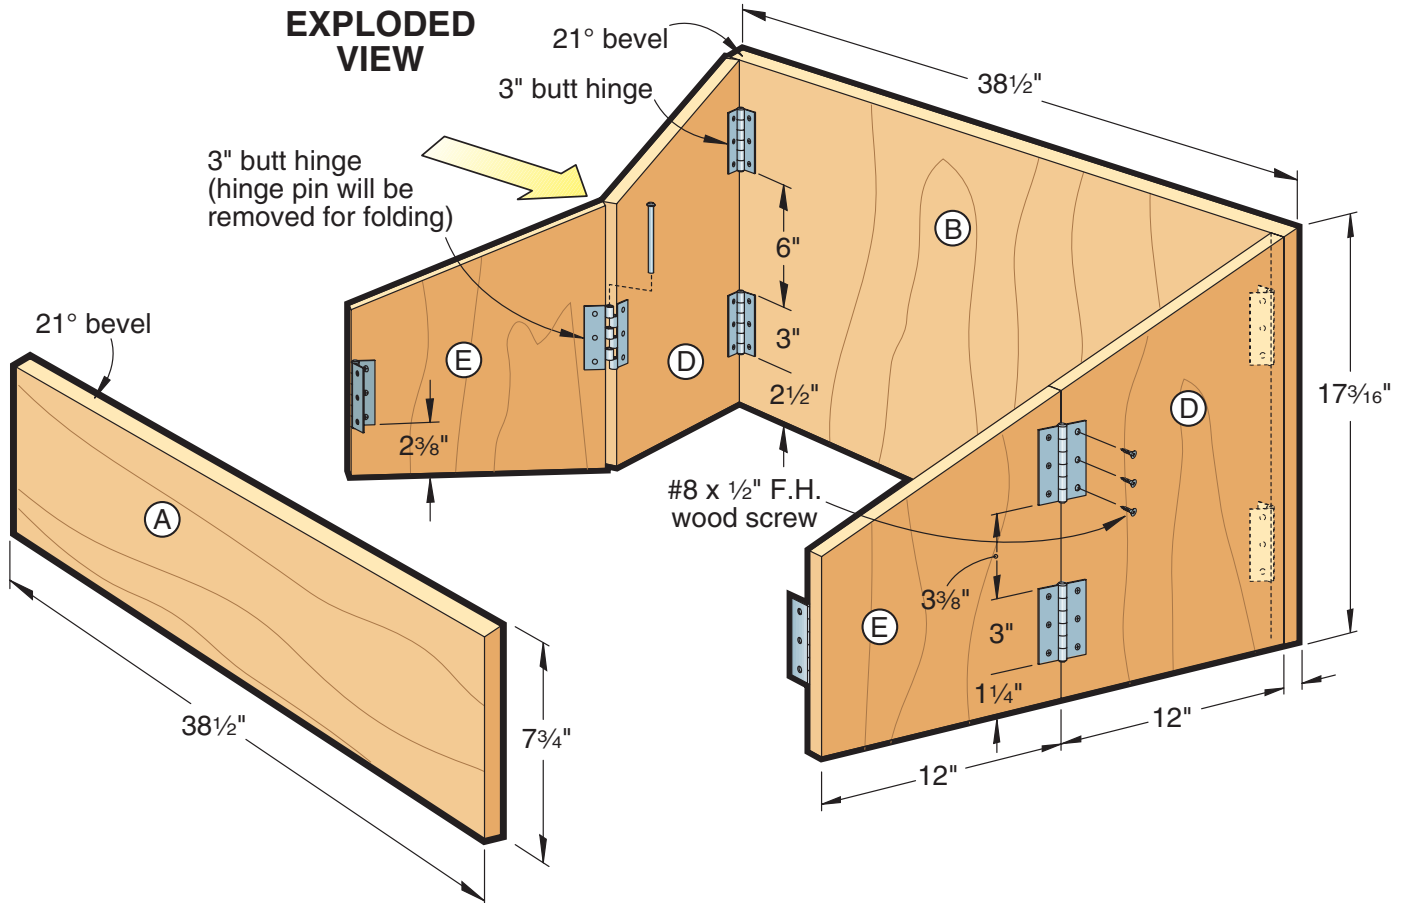 EXPLODED
VIEW
21° bevel
38½"
3" butt hinge
3" butt hinge
(hinge pin will be
removed for folding)
B
6"
21° bevel
3"
E
D
2½"
17³⁄₁₆"
D
2⅜"
#8 x ½" F.H.
wood screw
A
3⅜"
E
3"
1¼"
38½"
7¾"
12"
12"